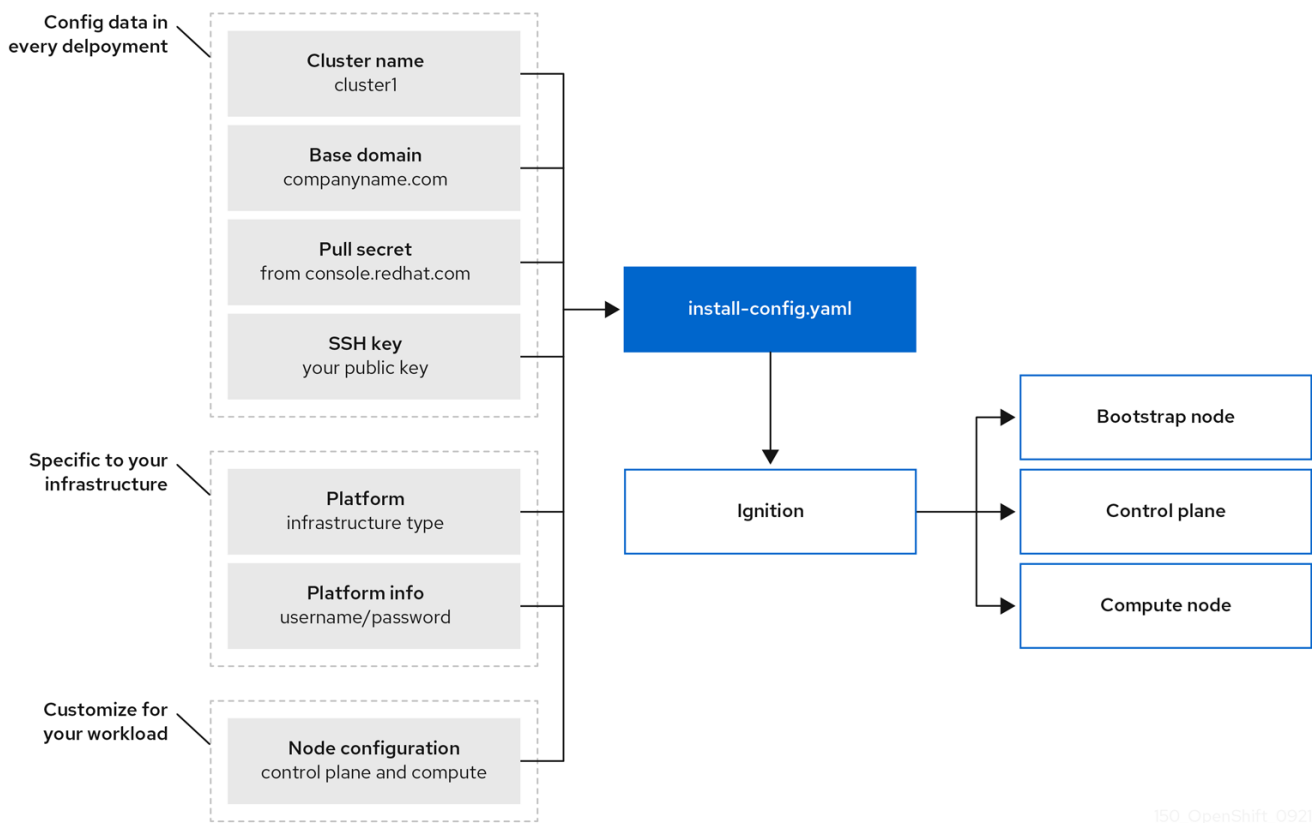 Config data in
every delpoyment
Cluster name
cluster1
Base domain
companyname.com
Pull secret
from console.redhat.com
SSH key
your public key
install-config.yaml
Specific to your
infrastructure
Platform
infrastructure type
Platform info
username/password
Ignition
Bootstrap node
Control plane
Compute node
Customize for
your workload
Node configuration
control plane and compute
150_OpenShift_0921